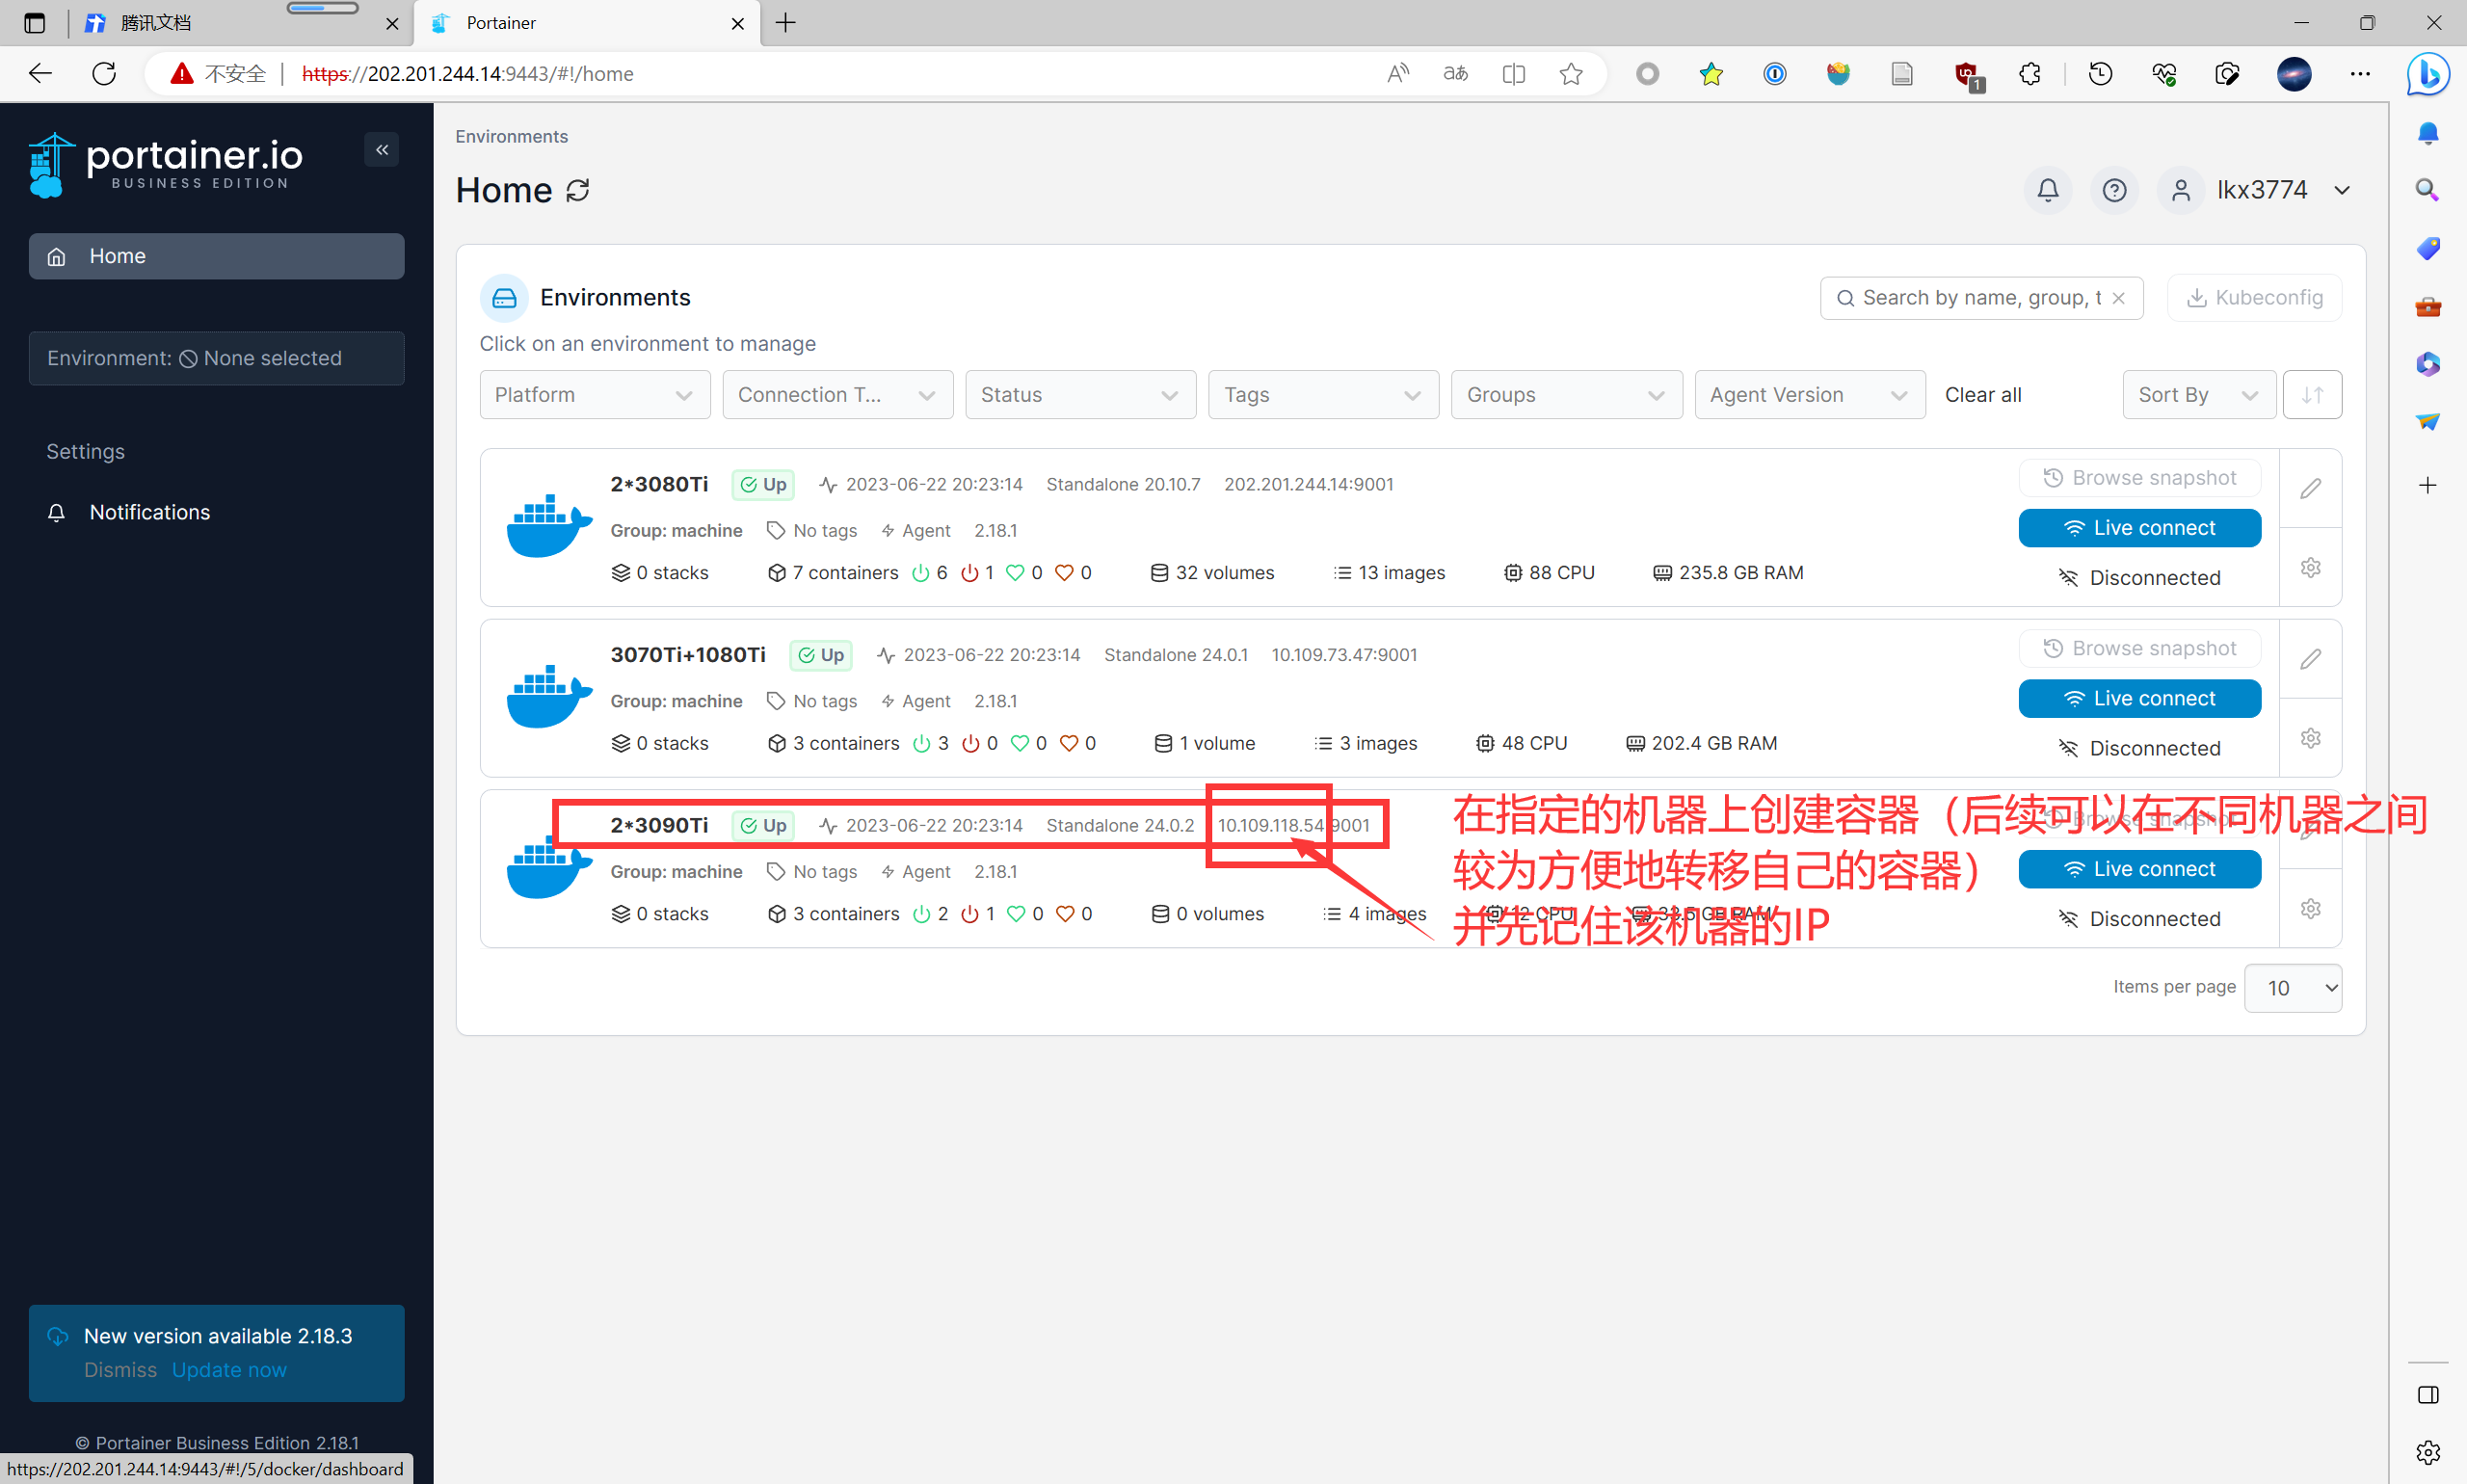 腾讯文档
Portainer
不安全
https://202.201.244.14:9443/#!/home
portainer.io
BUSINESS EDITION
Home
Environment: None selected
Settings
Notifications
New version available 2.18.3
Dismiss Update now
© Portainer Business Edition 2.18.1
https://202.201.244.14:9443/#!/5/docker/dashboard
Environments
Home
lkx3774
Environments
Search by name, group, t
Kubeconfig
Click on an environment to manage
Platform
Connection T...
Status
Tags
Groups
Agent Version
Clear all
Sort By
2*3080Ti Up 2023-06-22 20:23:14 Standalone 20.10.7 202.201.244.14:9001
Group: machine No tags Agent 2.18.1
0 stacks 7 containers 6 1 0 0 32 volumes 13 images 88 CPU 235.8 GB RAM
Browse snapshot
Live connect
Disconnected
3070Ti+1080Ti Up 2023-06-22 20:23:14 Standalone 24.0.1 10.109.73.47:9001
Group: machine No tags Agent 2.18.1
0 stacks 3 containers 3 0 0 0 1 volume 3 images 48 CPU 202.4 GB RAM
Browse snapshot
Live connect
Disconnected
2*3090Ti Up 2023-06-22 20:23:14 Standalone 24.0.2 10.109.118.54:9001
Group: machine No tags Agent 2.18.1
0 stacks 3 containers 2 1 0 0 0 volumes 4 images 12 CPU GB RAM
Browse snapshot
Live connect
Disconnected
在指定的机器上创建容器（后续可以在不同机器之间
较为方便地转移自己的容器）
并先记住该机器的IP
Items per page 10